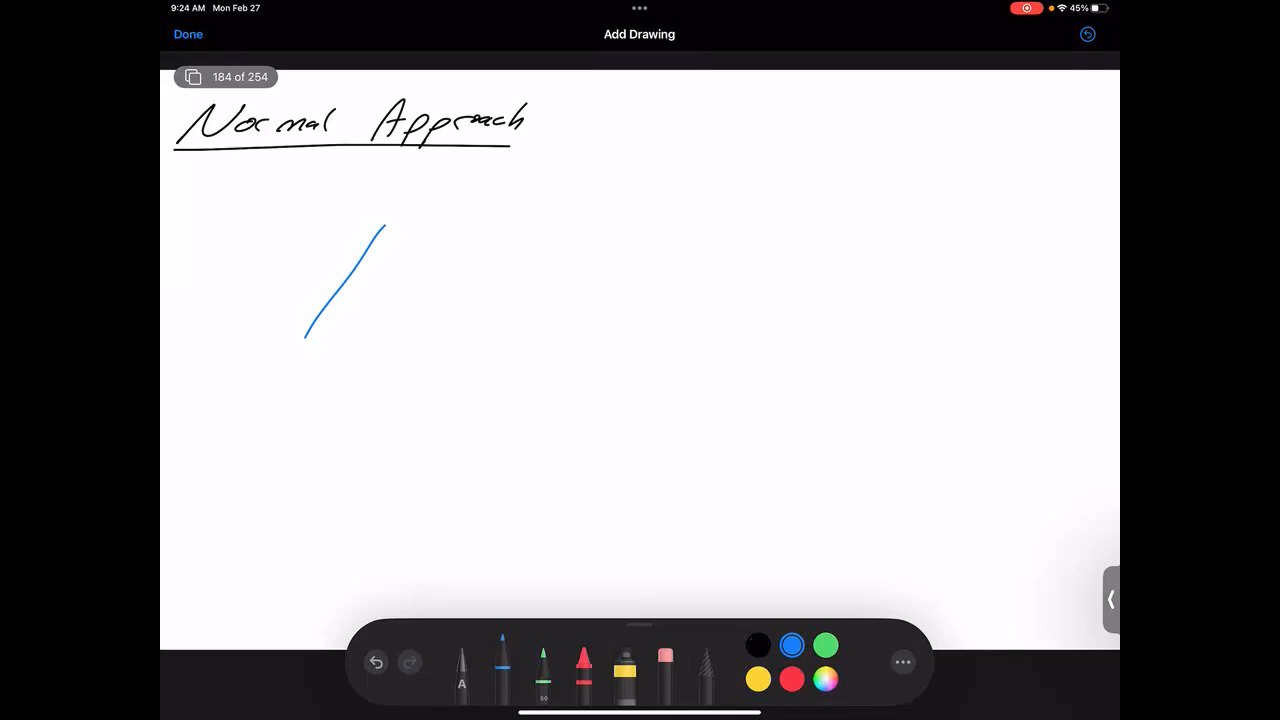 9:24 AM Mon Feb 27
45%
Done
Add Drawing
184 of 254
Normal Approach
A
50